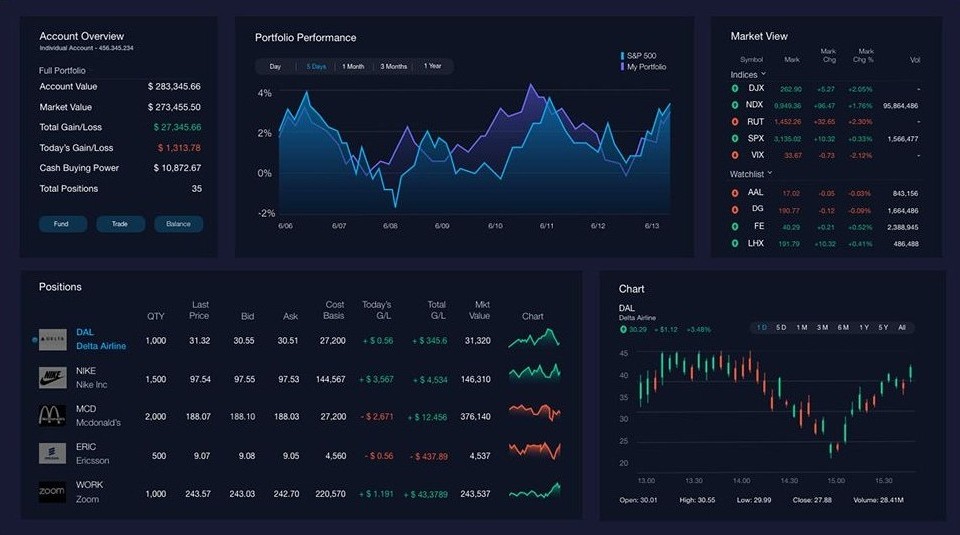 Account Overview
Individual Account - 456.345.234
Full Portfolio
Account Value $ 283,345.66
Market Value $ 273,455.50
Total Gain/Loss $ 27,345.66
Today's Gain/Loss $ 1,313.78
Cash Buying Power $ 10,872.67
Total Positions 35
Fund Trade Balance
Portfolio Performance
Day 5 Days 1 Month 3 Months 1 Year
S&P 500
My Portfolio
4%
2%
0%
-2%
6/06 6/07 6/08 6/09 6/10 6/11 6/12 6/13
Market View
Symbol Mark Mark Chg Mark Chg % Vol
Indices
DJX 262.90 +5.27 +2.05% -
NDX 9,949.36 +96.47 +1.76% 95,864,486
RUT 1,452.26 +32.65 +2.30% -
SPX 3,135.02 +10.32 +0.33% 1,566,477
VIX 33.67 -0.73 -2.12% -
Watchlist
AAL 17.02 -0.05 -0.03% 843,156
DG 190.77 -0.12 -0.09% 1,664,486
FE 40.29 +0.21 +0.52% 2,388,945
LHX 191.79 +10.32 +0.41% 486,488
Positions
QTY Last Price Bid Ask Cost Basis Today's G/L Total G/L Mkt Value Chart
DELTA DAL
Delta Airline 1,000 31.32 30.55 30.51 27,200 + $ 0.56 + $ 345.6 31,320
NIKE NIKE
Nike Inc 1,500 97.54 97.55 97.53 144,567 + $ 3,567 + $ 4,534 146,310
MCD
Mcdonald's 2,000 188.07 188.10 188.03 27,200 - $ 2,671 + $ 12.456 376,140
ERIC
Ericsson 500 9.07 9.08 9.05 4,560 - $ 0.56 - $ 437.89 4,537
zoom WORK
Zoom 1,000 243.57 243.03 242.70 220,570 + $ 1.191 + $ 43,3789 243,537
Chart
DAL
Delta Airline
30.29 - $1.12 +3.48%
1 D 5 D 1 M 3 M 6 M 1 Y 5 Y All
45
40
35
30
25
20
13.00 13.30 14.00 14.30 15.00 16.30
Open: 30.01 High: 30.55 Low: 29.99 Close: 27.88 Volume: 28.41M